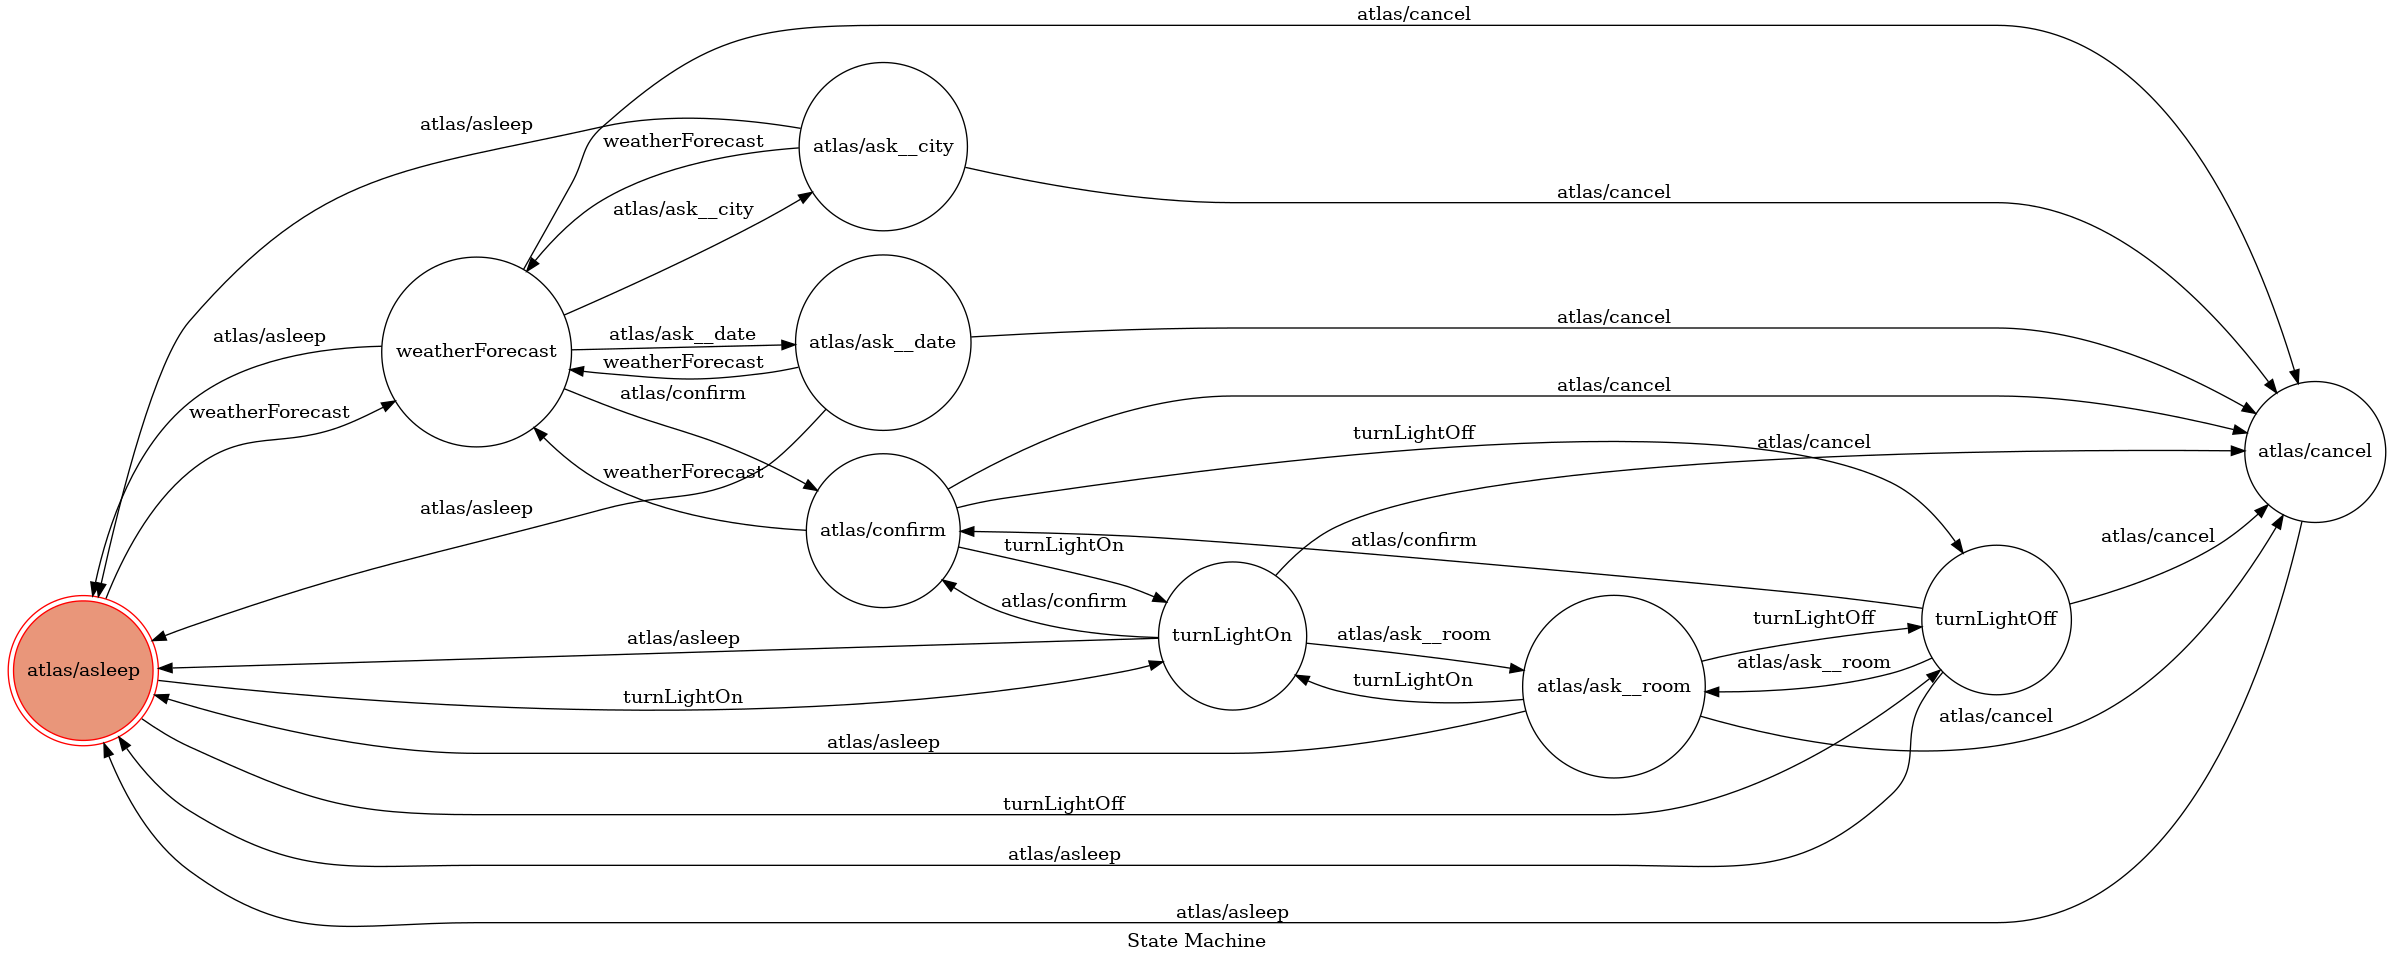 atlas/cancel
atlas/asleep
weatherForecast
atlas/ask__city
atlas/cancel
atlas/ask__city
atlas/cancel
atlas/asleep
atlas/ask__date
atlas/ask__date
weatherForecast
weatherForecast
atlas/cancel
atlas/confirm
weatherForecast
turnLightOff
atlas/cancel
atlas/cancel
weatherForecast
atlas/asleep
atlas/confirm
atlas/confirm
turnLightOn
atlas/cancel
atlas/confirm
turnLightOff
turnLightOff
atlas/asleep
turnLightOn
atlas/ask__room
atlas/ask__room
atlas/asleep
turnLightOn
atlas/ask__room
turnLightOn
atlas/cancel
atlas/asleep
turnLightOff
atlas/asleep
atlas/asleep
State Machine